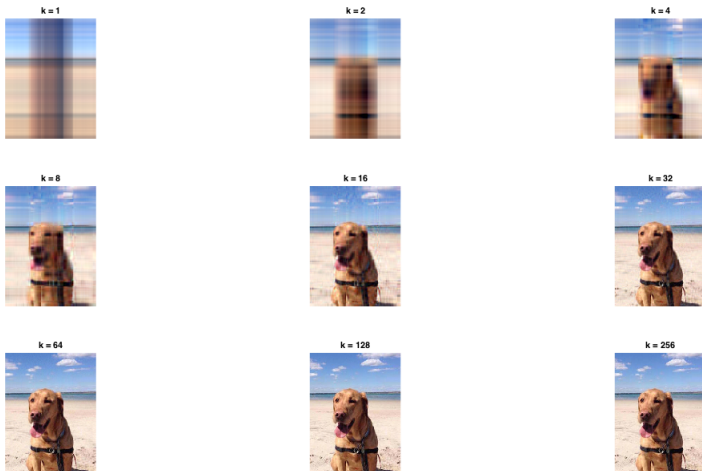 k = 1
k = 2
k = 4
k = 8
k = 16
k = 32
k = 64
k = 128
k = 256